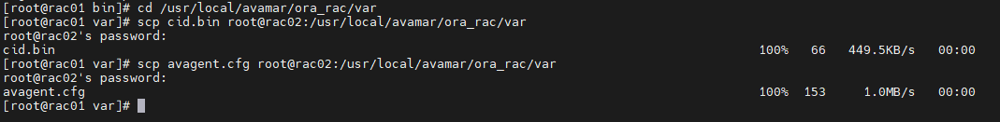 [root@rac01 bin]# cd /usr/local/avamar/ora_rac/var
[root@rac01 var]# scp cid.bin root@rac02:/usr/local/avamar/ora_rac/var
root@rac02's password:
cid.bin 100% 66 449.5KB/s 00:00
[root@rac01 var]# scp avagent.cfg root@rac02:/usr/local/avamar/ora_rac/var
root@rac02's password:
avagent.cfg 100% 153 1.0MB/s 00:00
[root@rac01 var]#